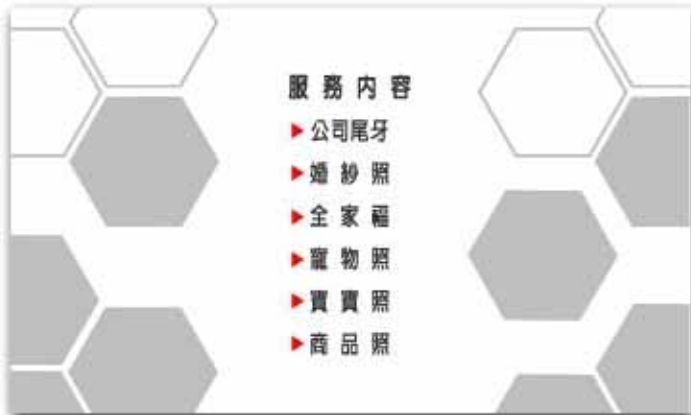 服務內容
公司尾牙
婚紗照
全家福
寵物照
寶寶照
商品照